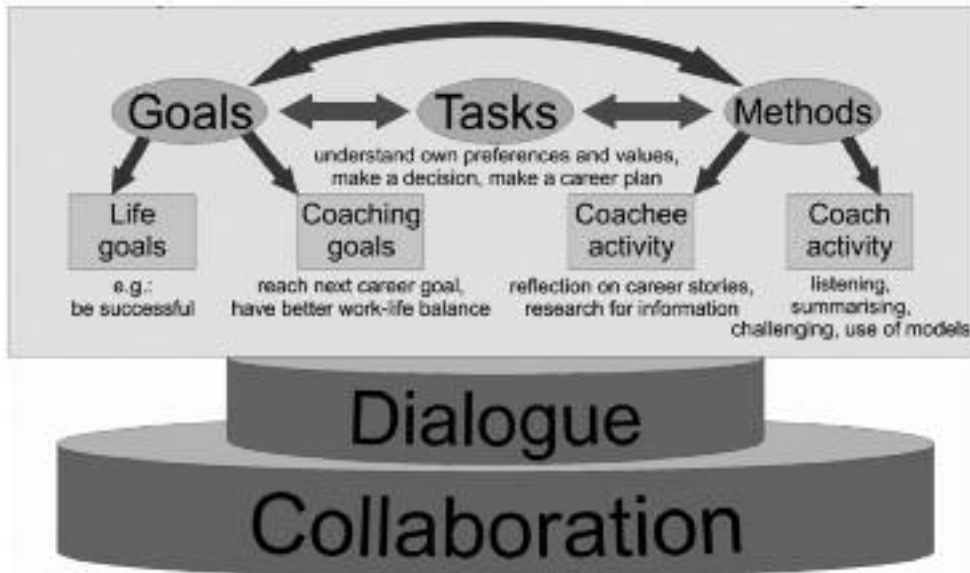 Goals
Tasks
Methods
understand own preferences and values,
make a decision, make a career plan
Life
goals
Coaching
goals
Coachee
activity
Coach
activity
e.g.:
be successful
reach next career goal,
have better work-life balance
reflection on career stories,
research for information
listening,
summarising,
challenging, use of models
Dialogue
Collaboration